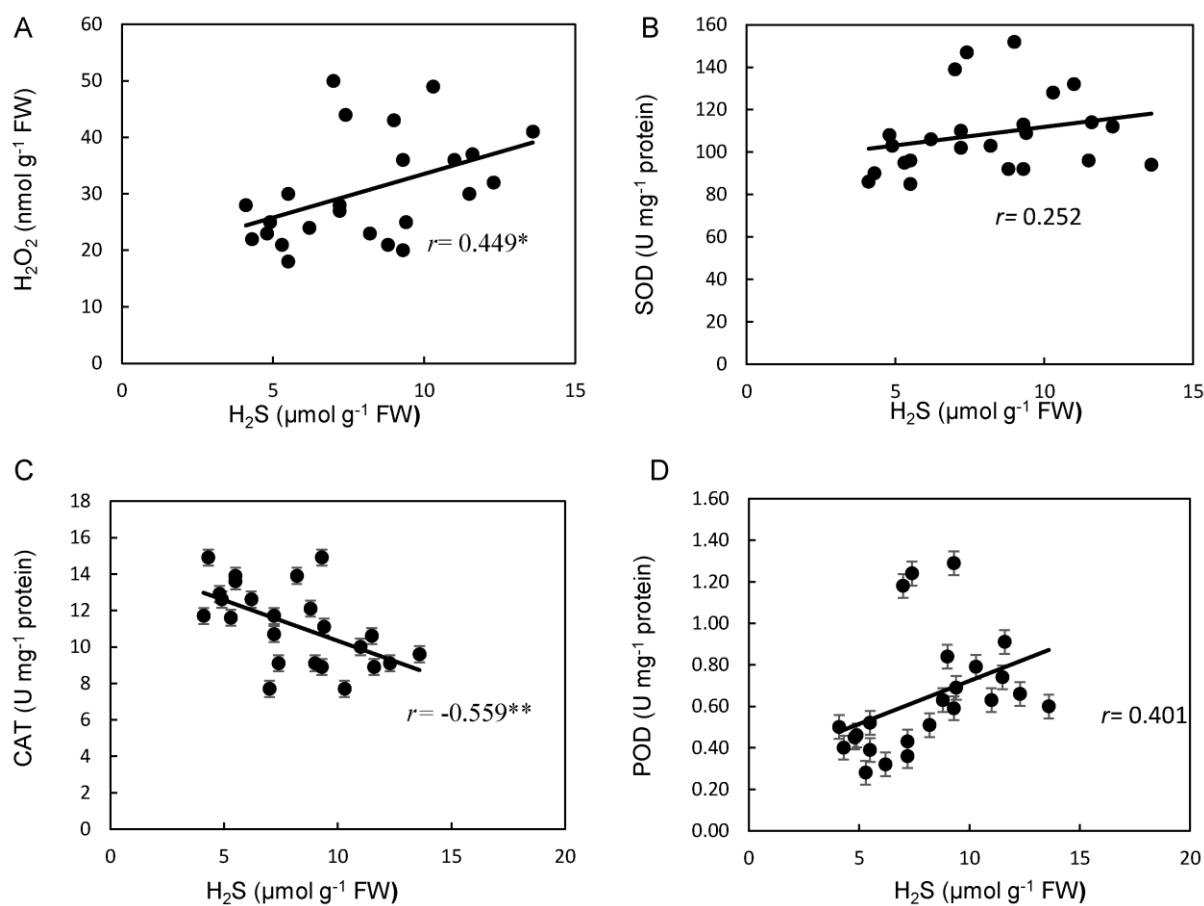 A
H₂O₂ (nmol g⁻¹ FW)
60
50
40
30
20
10
0
r= 0.449*
0 5 10 15
H₂S (μmol g⁻¹ FW)
B
SOD (U mg⁻¹ protein)
160
140
120
100
80
60
40
20
0
r= 0.252
0 5 10 15
H₂S (μmol g⁻¹ FW)
C
CAT (U mg⁻¹ protein)
18
16
14
12
10
8
6
4
2
0
r= -0.559**
0 5 10 15 20
H₂S (μmol g⁻¹ FW)
D
POD (U mg⁻¹ protein)
1.60
1.40
1.20
1.00
0.80
0.60
0.40
0.20
0.00
r= 0.401
0 5 10 15 20
H₂S (μmol g⁻¹ FW)